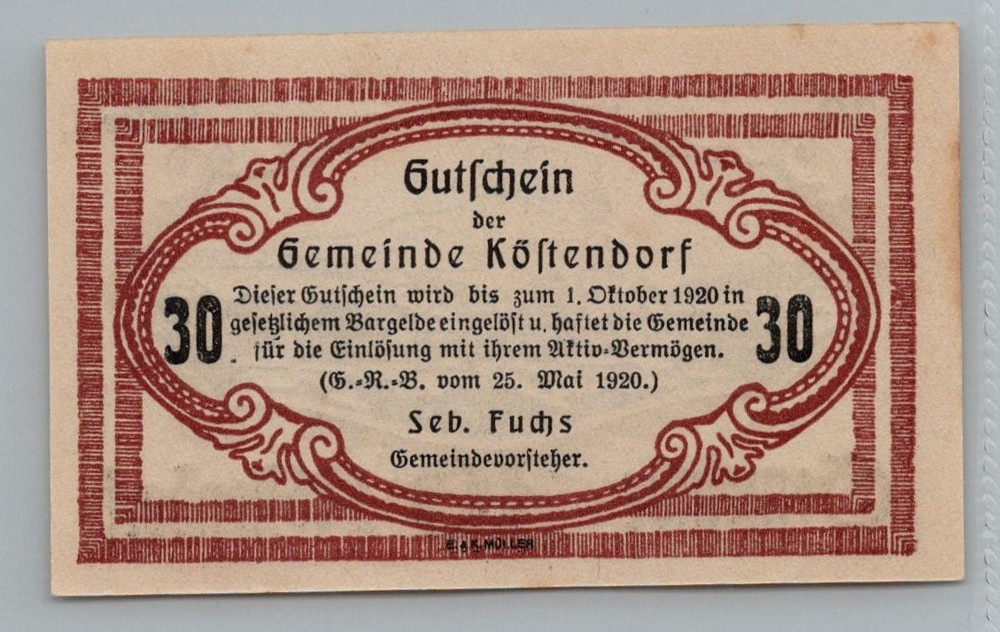 Gutschein
der
Gemeinde Köstendorf
30 Dieser Gutschein wird bis zum 1. Oktober 1920 in 30
gesetzlichem Bargelde eingelöst u. haftet die Gemeinde
für die Einlösung mit ihrem Aktiv-Vermögen.
(G.-R.-B. vom 25. Mai 1920.)
Seb. Fuchs
Gemeindevorsteher.
E. & K. MÜLLER